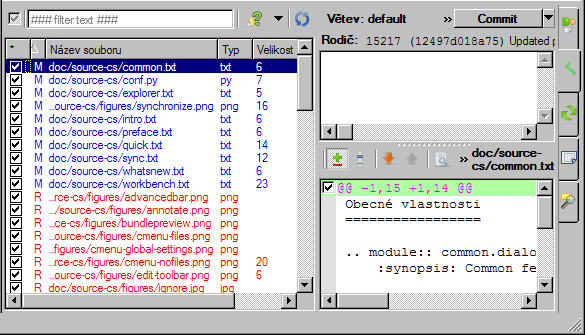 ### filter text ###
Větev: default
»
Commit
Rodič: 15217 (12497d018a75) Updated p
* Název souboru Typ Velikost
M doc/source-cs/common.txt txt 6
M doc/source-cs/conf.py py 7
M doc/source-cs/explorer.txt txt 5
M ...ource-cs/figures/synchronize.png png 16
M doc/source-cs/intro.txt txt 6
M doc/source-cs/preface.txt txt 6
M doc/source-cs/quick.txt txt 14
M doc/source-cs/sync.txt txt 12
M doc/source-cs/whatsnew.txt txt 6
M doc/source-cs/workbench.txt txt 23
R ...rce-cs/figures/advancedbar.png png
R .../source-cs/figures/annotate.png png
R ...ce-cs/figures/bundlepreview.png png
R ...ource-cs/figures/cmenu-files.png png
R ...figures/cmenu-global-settings.png png
R ...rce-cs/figures/cmenu-nofiles.png png 20
R ...ource-cs/figures/edit-toolbar.png png 6
R doc/source-cs/figures/ignore.jpg jpg
» doc/source-
cs/common.txt
@@ -1,15 +1,14 @@
Obecné vlastnosti
=================
.. module:: common.dialo
:synopsis: Common fe